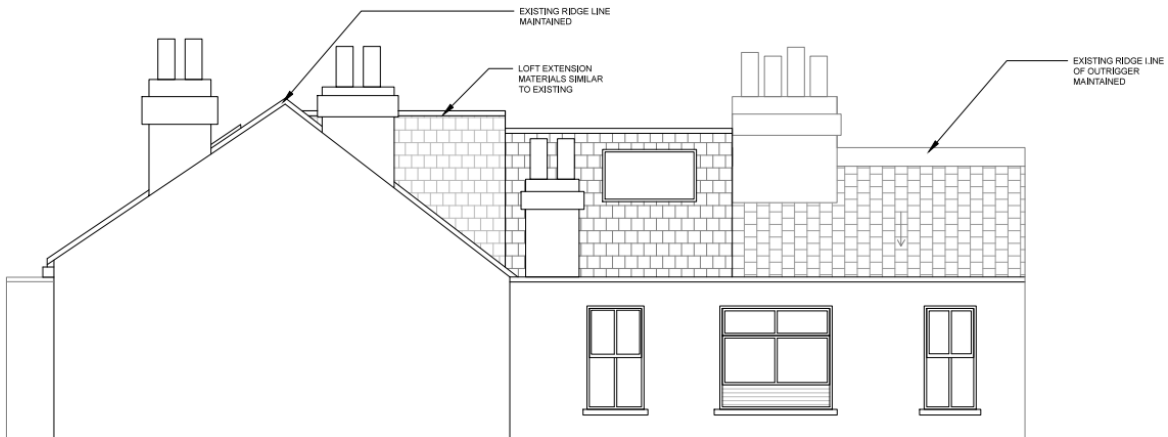 EXISTING RIDGE LINE
MAINTAINED
LOFT EXTENSION
MATERIALS SIMILAR
TO EXISTING
EXISTING RIDGE LINE
OF OUTRIGGER
MAINTAINED